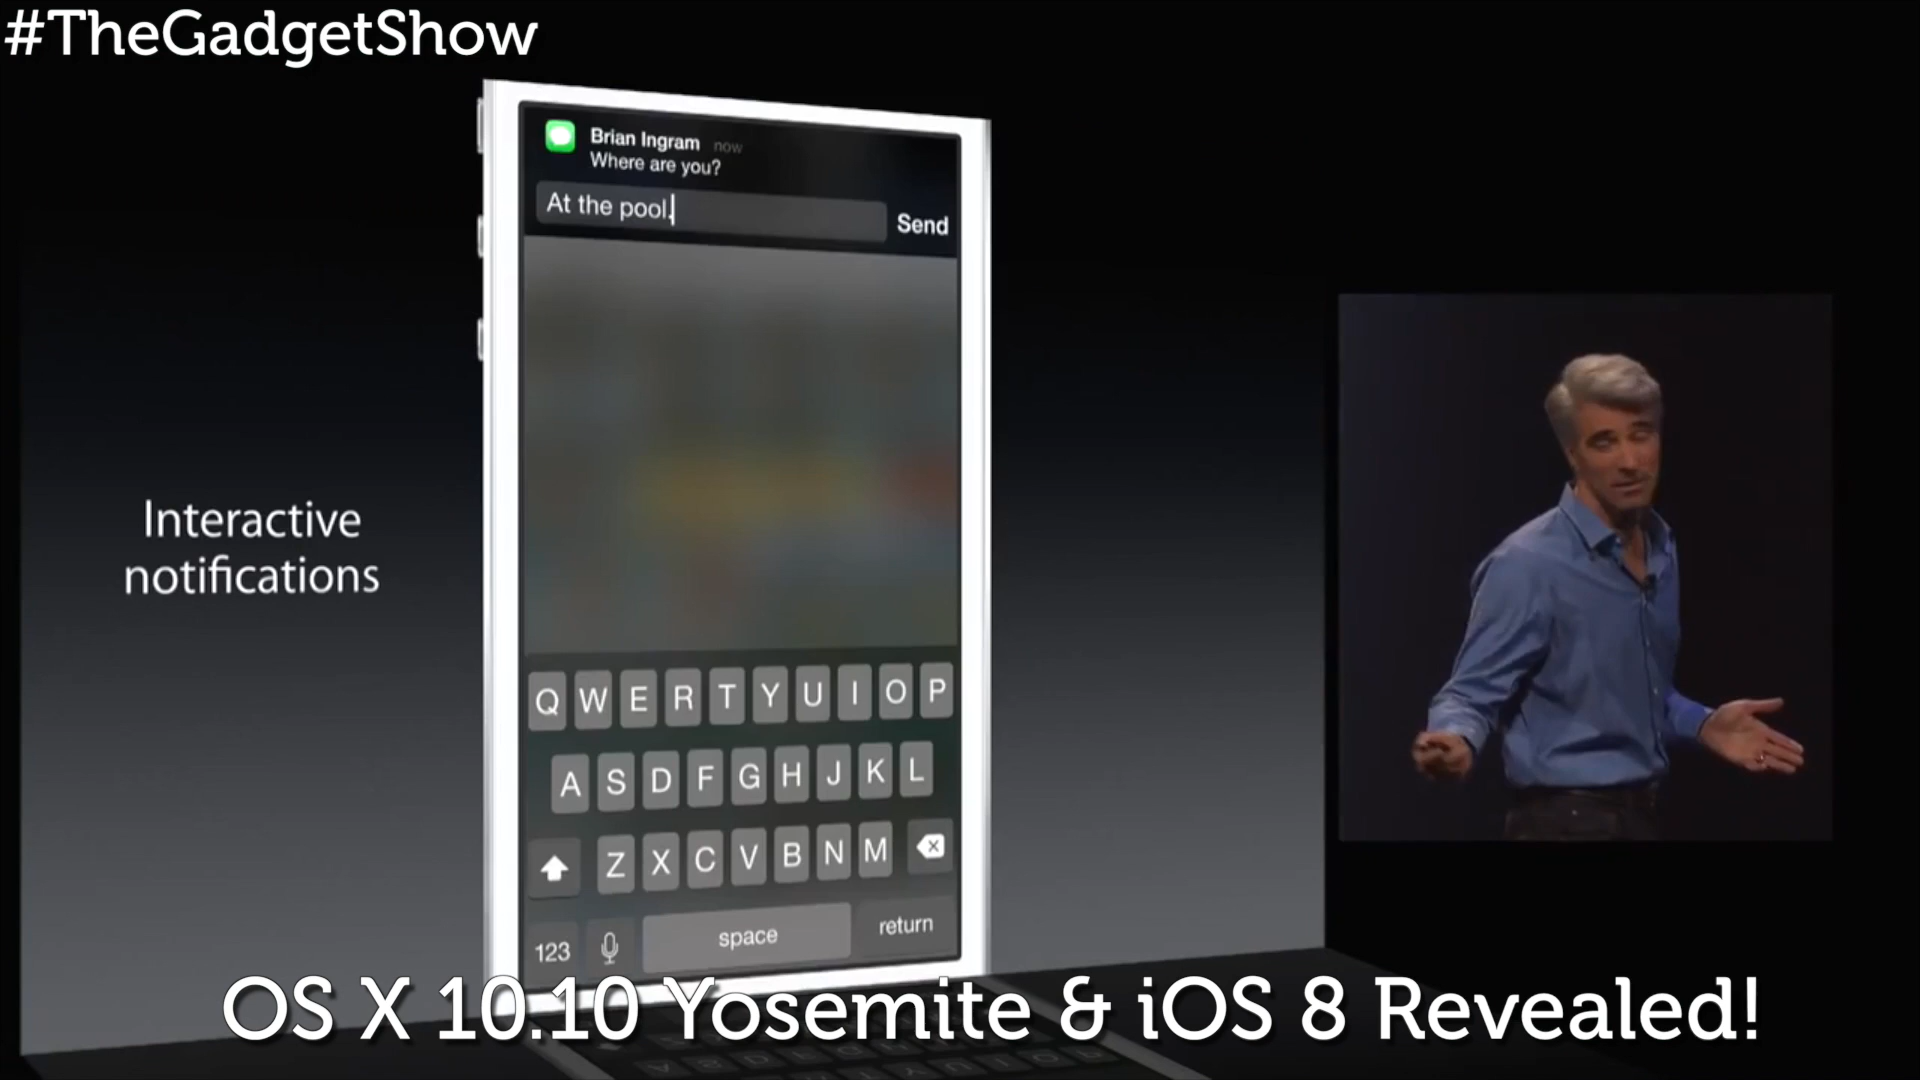 #TheGadgetShow
Brian Ingram now
Where are you?
At the pool.
Send
Interactive
notifications
Q W E R T Y U I O P
A S D F G H J K L
Z X C V B N M
123 space return
OS X 10.10 Yosemite & iOS 8 Revealed!